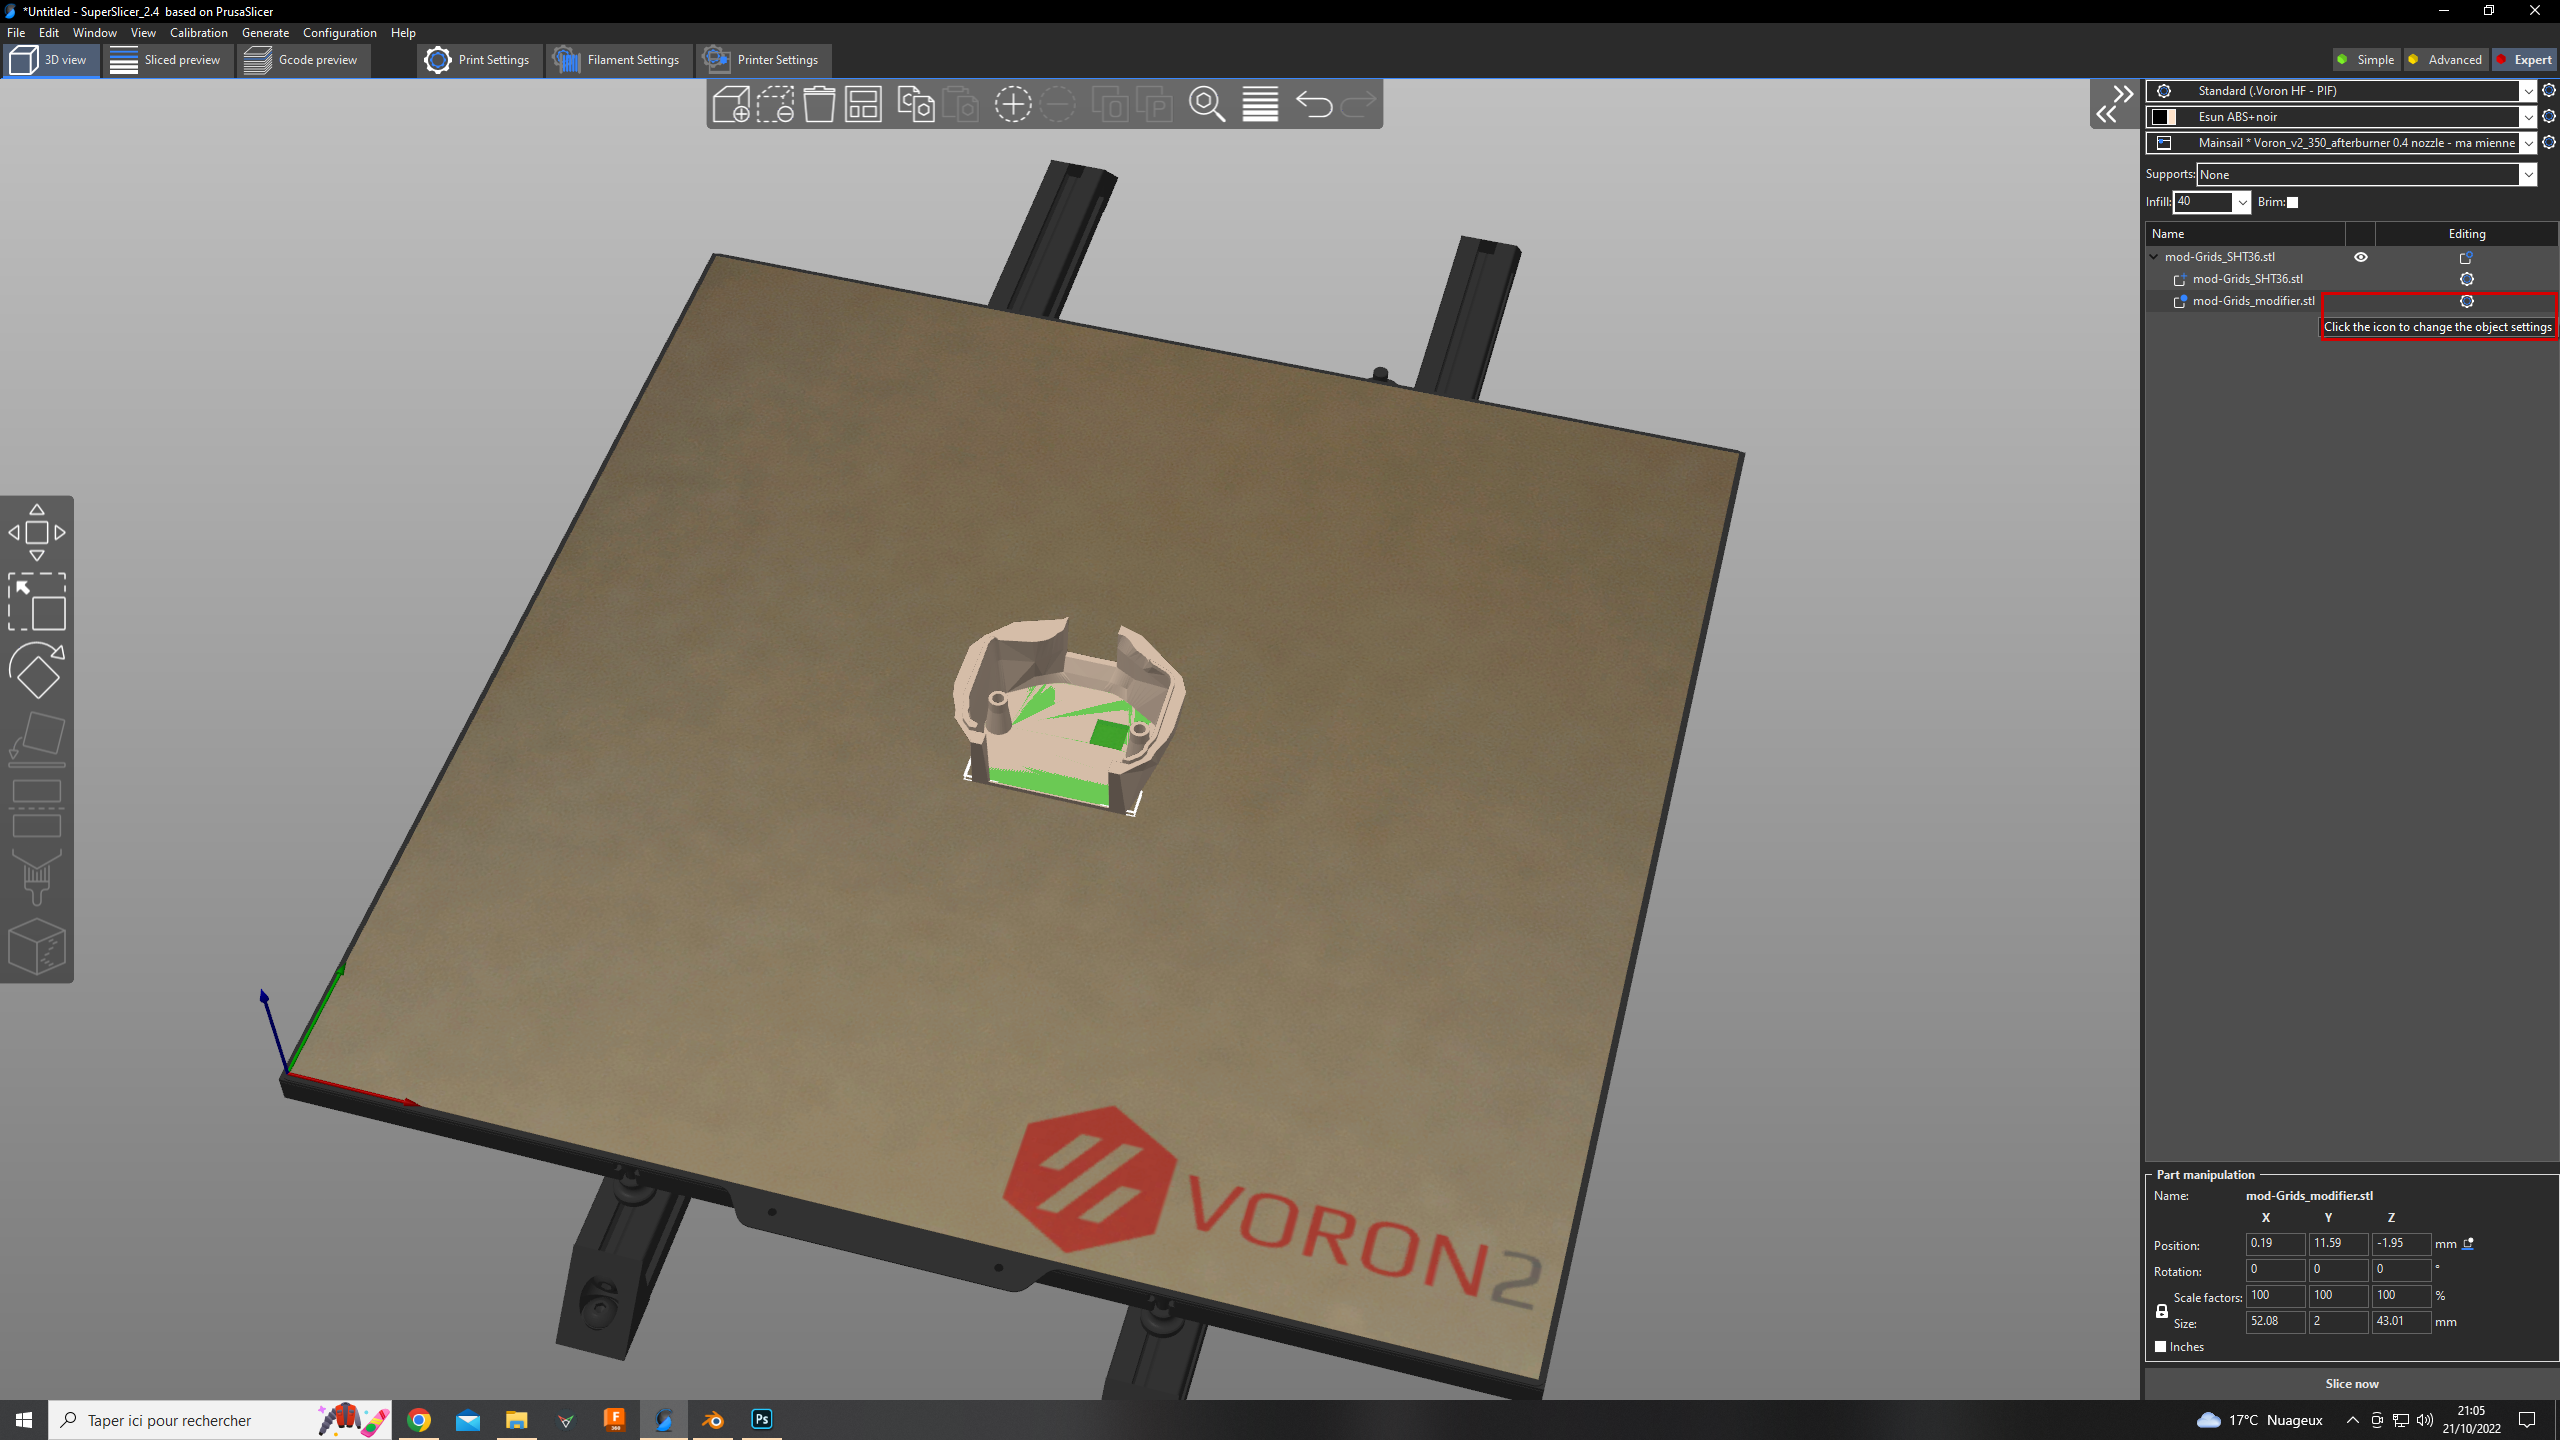 *Untitled - SuperSlicer_2.4 based on PrusaSlicer
File Edit Window View Calibration Generate Configuration Help
3D view Sliced preview Gcode preview Print Settings Filament Settings Printer Settings Simple Advanced Expert
Standard (.Voron HF - PIF)
Esun ABS+noir
Mainsail * Voron_v2_350_afterburner 0.4 nozzle - ma mienne
Supports: None
Infill: 40 Brim:
Name Editing
mod-Grids_SHT36.stl
mod-Grids_SHT36.stl
mod-Grids_modifier.stl
Click the icon to change the object settings
VORON2
Part manipulation
Name: mod-Grids_modifier.stl
X Y Z
Position: 0.19 11.59 -1.95 mm
Rotation: 0 0 0 °
Scale factors: 100 100 100 %
Size: 52.08 2 43.01 mm
Inches
Slice now
Taper ici pour rechercher
F
360
Ps
17°C Nuageux
21:05
21/10/2022